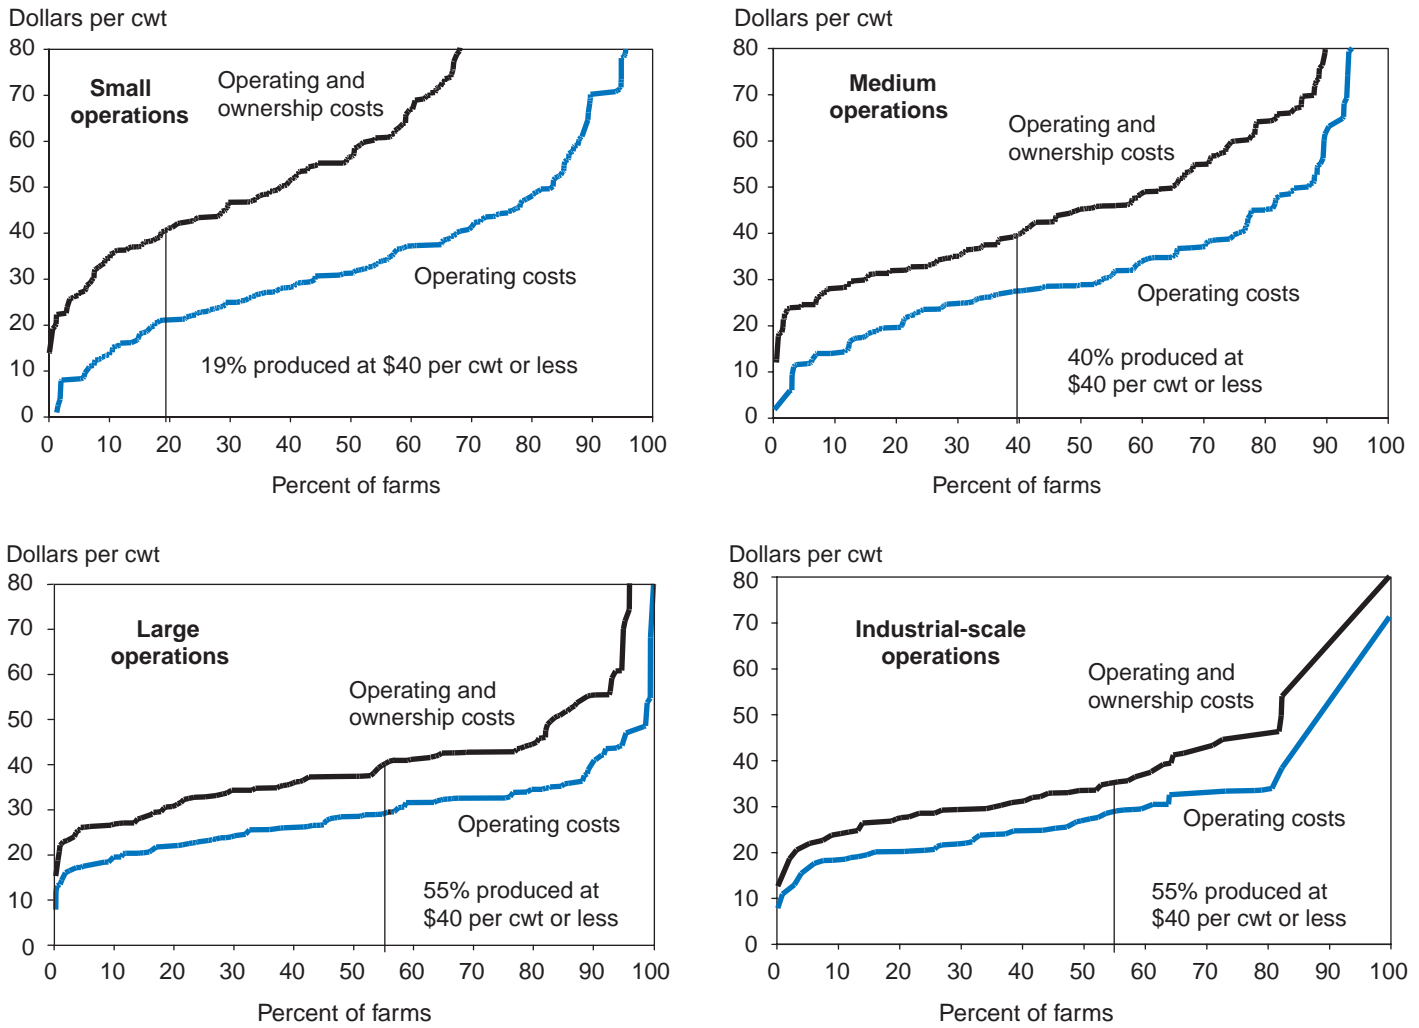 Dollars per cwt
80
70
60
50
40
30
20
10
0
Small
operations
Operating and
ownership costs
Operating costs
19% produced at $40 per cwt or less
0 10 20 30 40 50 60 70 80 90 100
Percent of farms
Dollars per cwt
80
70
60
50
40
30
20
10
0
Medium
operations
Operating and
ownership costs
Operating costs
40% produced at
$40 per cwt or less
0 10 20 30 40 50 60 70 80 90 100
Percent of farms
Dollars per cwt
80
70
60
50
40
30
20
10
0
Large
operations
Operating and
ownership costs
Operating costs
55% produced at
$40 per cwt or less
0 10 20 30 40 50 60 70 80 90 100
Percent of farms
Dollars per cwt
80
70
60
50
40
30
20
10
0
Industrial-scale
operations
Operating and
ownership costs
Operating costs
55% produced at
$40 per cwt or less
0 10 20 30 40 50 60 70 80 90 100
Percent of farms